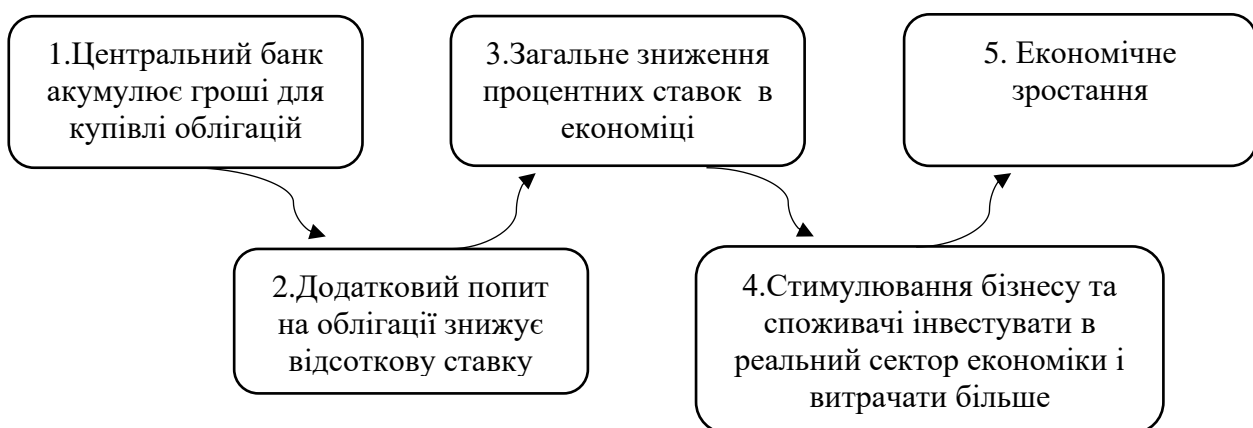 1.Центральний банк
акумулює гроші для
купівлі облігацій
2.Додатковий попит
на облігації знижує
відсоткову ставку
3.Загальне зниження
процентних ставок в
економіці
4.Стимулювання бізнесу та
споживачі інвестувати в
реальний сектор економіки і
витрачати більше
5. Економічне
зростання